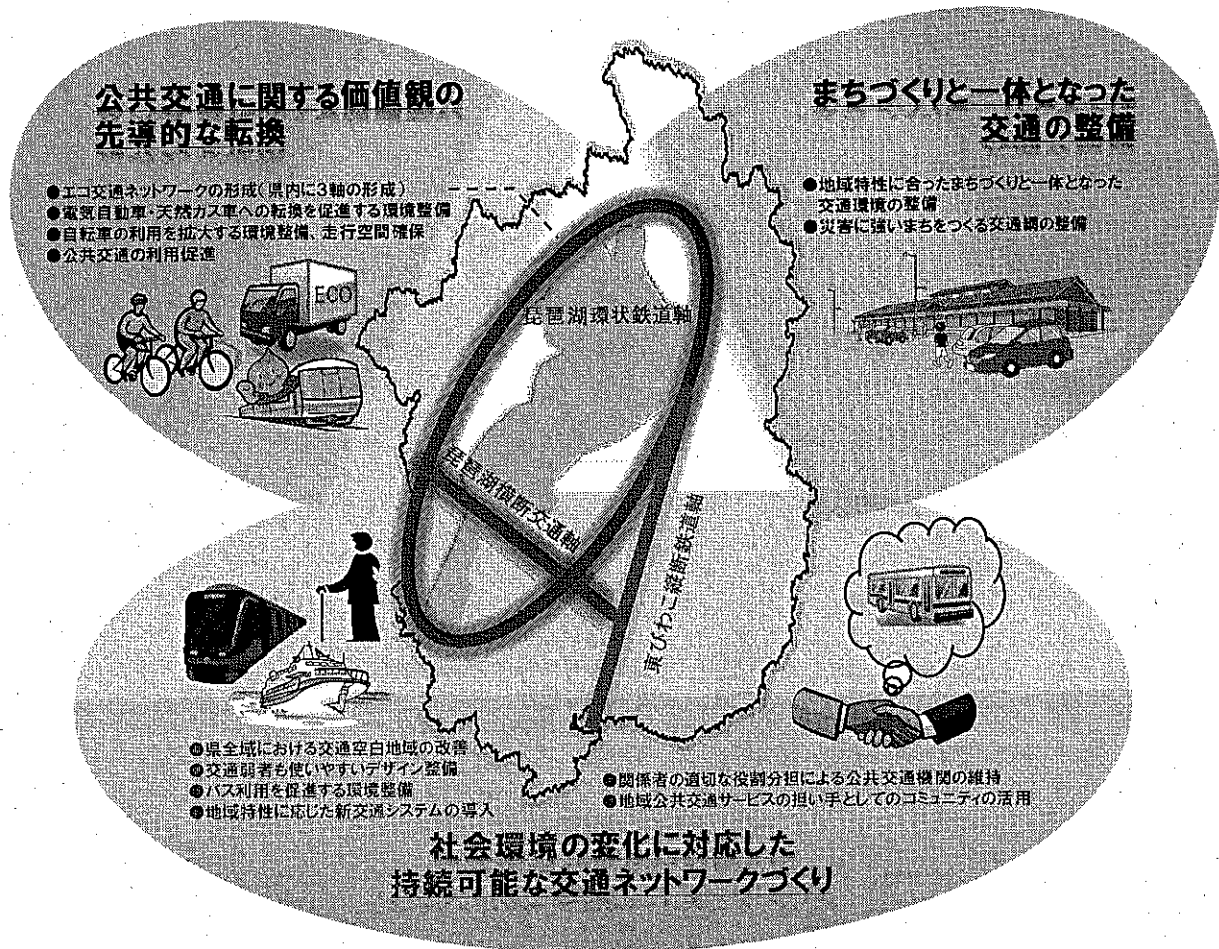 公共交通に関する価値観の
先導的な転換
●エコ交通ネットワークの形成(県内に3軸の形成)
●電気自動車・天然ガス車への転換を促進する環境整備
●自転車の利用を拡大する環境整備、走行空間確保
●公共交通の利用促進
ECO
まちづくりと一体となった
交通の整備
●地域特性に合ったまちづくりと一体となった
交通環境の整備
●災害に強いまちをつくる交通網の整備
琵琶湖環状鉄道軸
琵琶湖横断交通軸
東びわこ縦断鉄道軸
●県全域における交通空白地域の改善
●交通弱者も使いやすいデザイン整備
●バス利用を促進する環境整備
●地域特性に応じた新交通システムの導入
●関係者の適切な役割分担による公共交通機関の維持
●地域公共交通サービスの担い手としてのコミュニティの活用
社会環境の変化に対応した
持続可能な交通ネットワークづくり